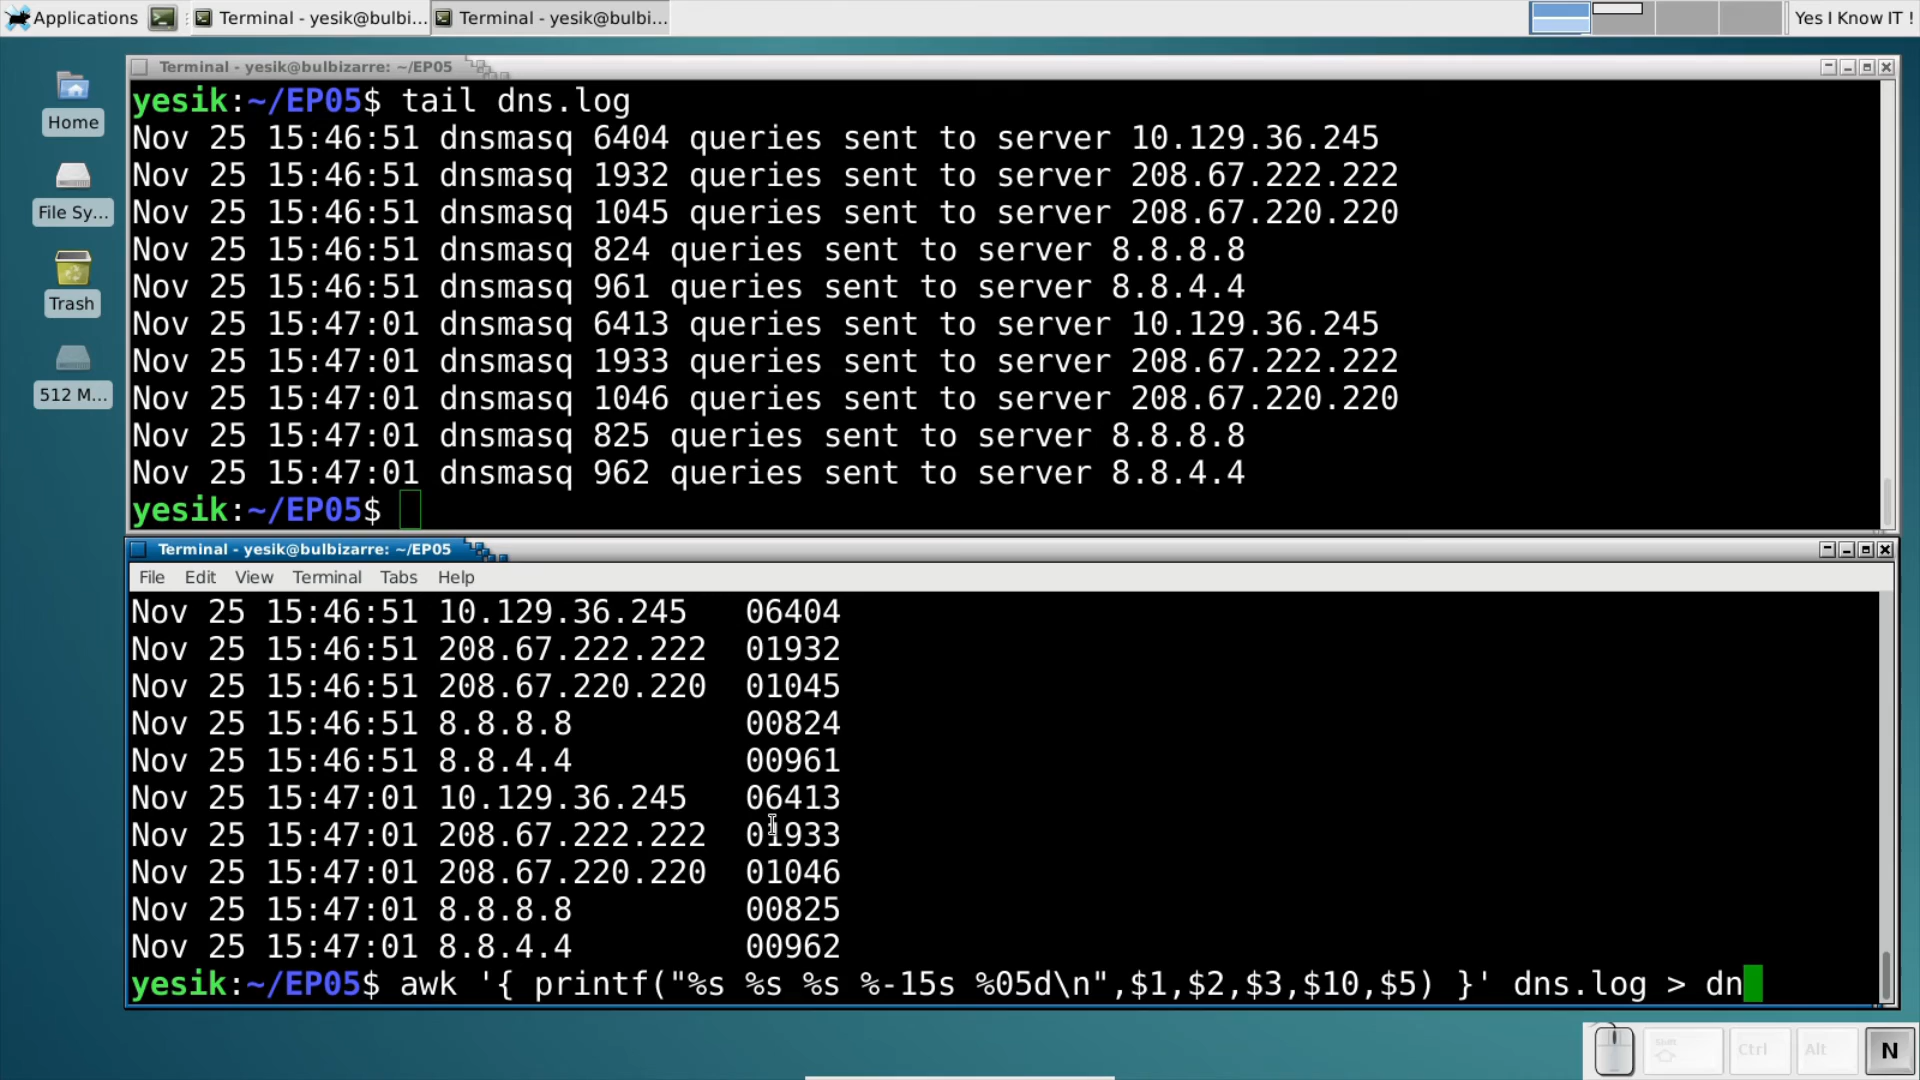 Applications Terminal - yesik@bulbi... Terminal - yesik@bulbi... Yes I Know IT !
Home
File Sy...
Trash
512 M...
Terminal - yesik@bulbizarre: ~/EP05
yesik:~/EP05$ tail dns.log
Nov 25 15:46:51 dnsmasq 6404 queries sent to server 10.129.36.245
Nov 25 15:46:51 dnsmasq 1932 queries sent to server 208.67.222.222
Nov 25 15:46:51 dnsmasq 1045 queries sent to server 208.67.220.220
Nov 25 15:46:51 dnsmasq 824 queries sent to server 8.8.8.8
Nov 25 15:46:51 dnsmasq 961 queries sent to server 8.8.4.4
Nov 25 15:47:01 dnsmasq 6413 queries sent to server 10.129.36.245
Nov 25 15:47:01 dnsmasq 1933 queries sent to server 208.67.222.222
Nov 25 15:47:01 dnsmasq 1046 queries sent to server 208.67.220.220
Nov 25 15:47:01 dnsmasq 825 queries sent to server 8.8.8.8
Nov 25 15:47:01 dnsmasq 962 queries sent to server 8.8.4.4
yesik:~/EP05$
Terminal - yesik@bulbizarre: ~/EP05
File Edit View Terminal Tabs Help
Nov 25 15:46:51 10.129.36.245 06404
Nov 25 15:46:51 208.67.222.222 01932
Nov 25 15:46:51 208.67.220.220 01045
Nov 25 15:46:51 8.8.8.8 00824
Nov 25 15:46:51 8.8.4.4 00961
Nov 25 15:47:01 10.129.36.245 06413
Nov 25 15:47:01 208.67.222.222 01933
Nov 25 15:47:01 208.67.220.220 01046
Nov 25 15:47:01 8.8.8.8 00825
Nov 25 15:47:01 8.8.4.4 00962
yesik:~/EP05$ awk '{ printf("%s %s %s %-15s %05d\n",$1,$2,$3,$10,$5) }' dns.log > dn
Shift Ctrl Alt N